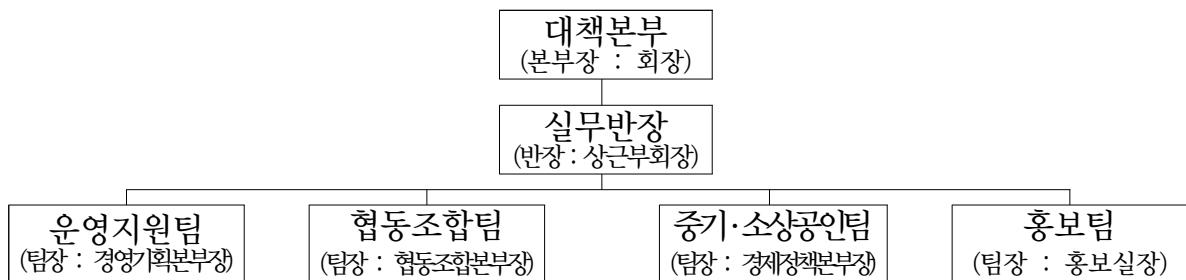 대책본부
(본부장 : 회장)
실무반장
(반장 : 상근부회장)
운영지원팀
(팀장 : 경영기획본부장)
협동조합팀
(팀장 : 협동조합본부장)
중기·소상공인팀
(팀장 : 경제정책본부장)
홍보팀
(팀장 : 홍보실장)